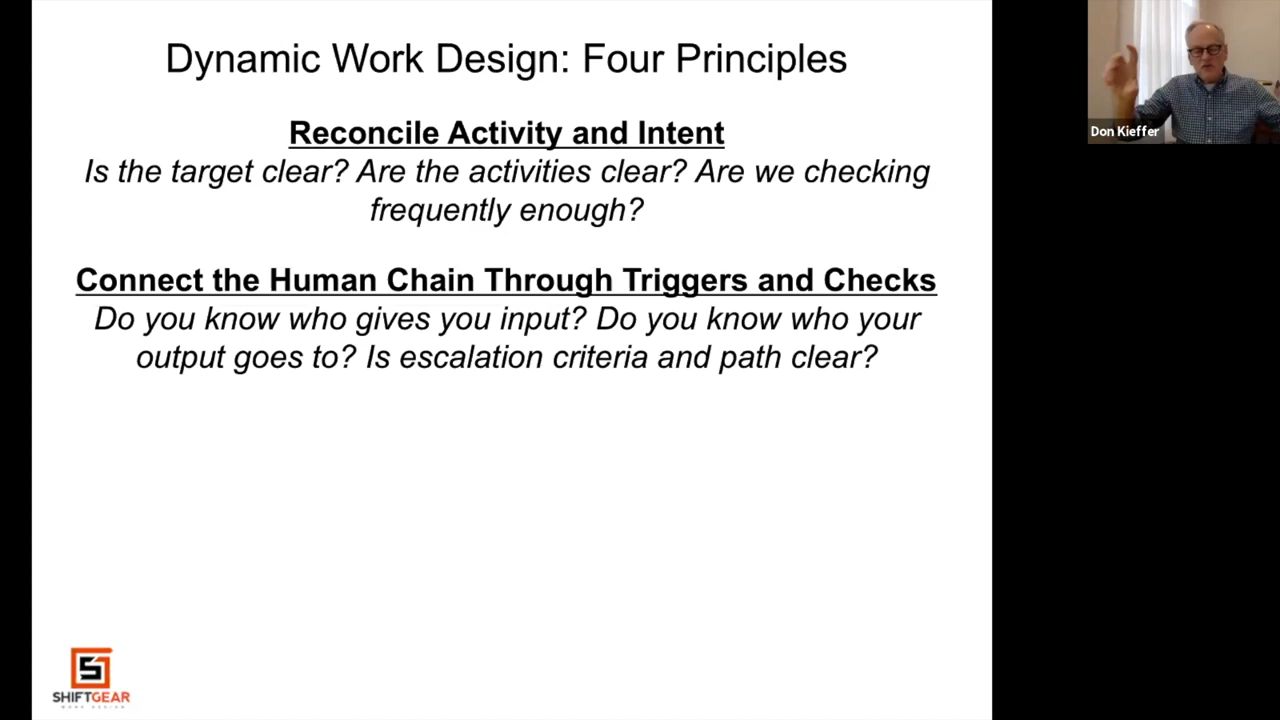 Dynamic Work Design: Four Principles
Reconcile Activity and Intent
Is the target clear? Are the activities clear? Are we checking
frequently enough?
Connect the Human Chain Through Triggers and Checks
Do you know who gives you input? Do you know who your
output goes to? Is escalation criteria and path clear?
Don Kieffer
SHIFTGEAR
WORK DESIGN